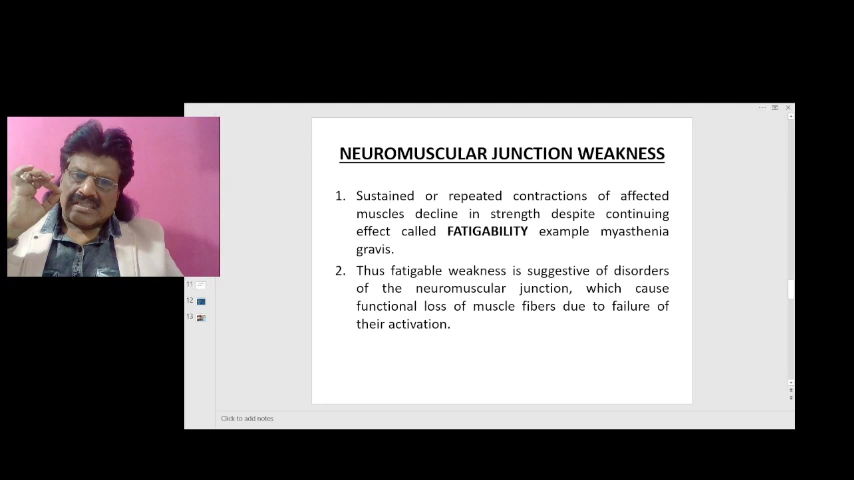 NEUROMUSCULAR JUNCTION WEAKNESS
1. Sustained or repeated contractions of affected
muscles decline in strength despite continuing
effect called FATIGABILITY example myasthenia
gravis.
2. Thus fatigable weakness is suggestive of disorders
of the neuromuscular junction, which cause
functional loss of muscle fibers due to failure of
their activation.
11
12
13
Click to add notes